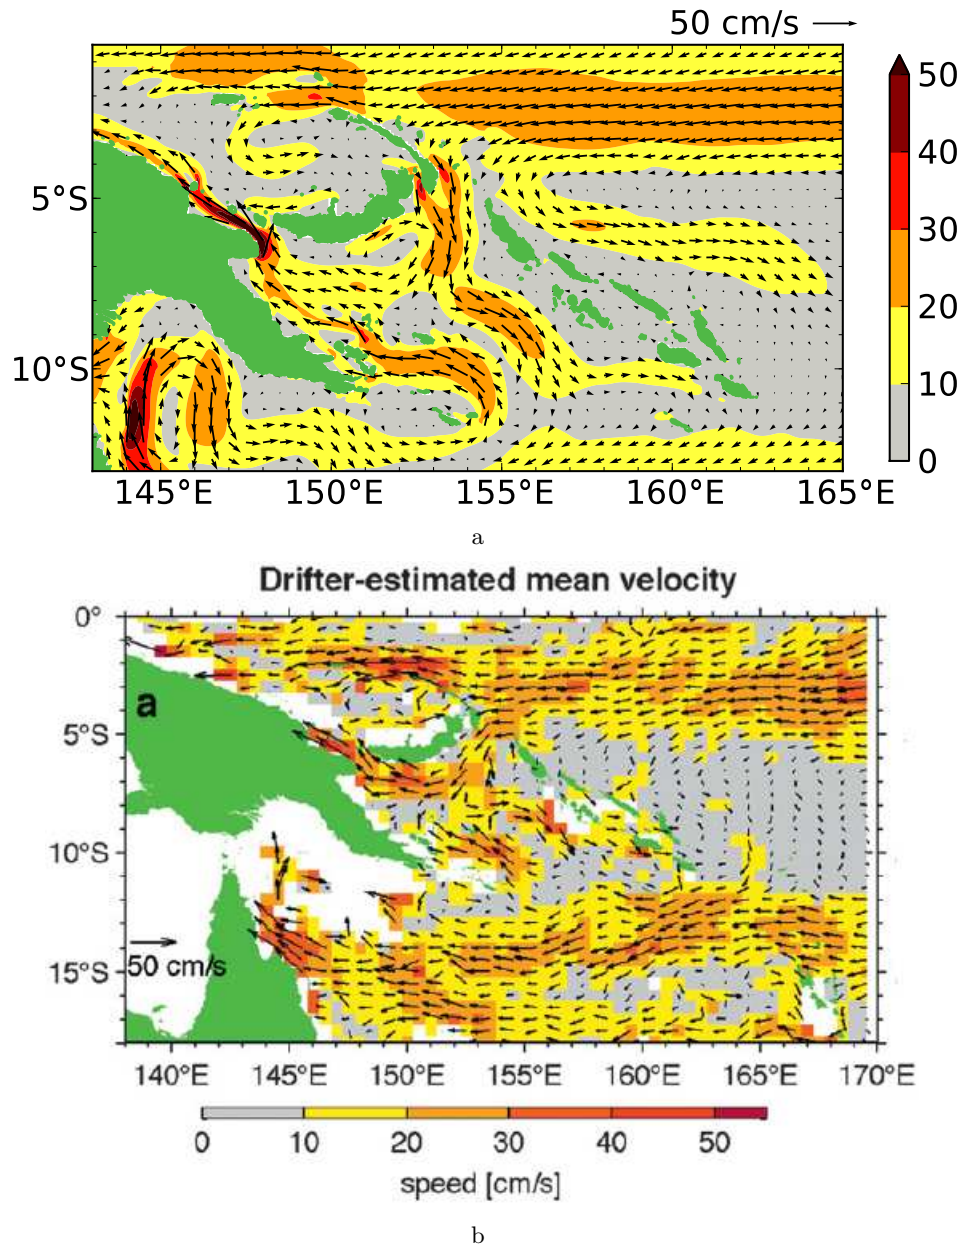 50 cm/s
50
40
30
20
10
0
5°S
10°S
145°E 150°E 155°E 160°E 165°E
a
Drifter-estimated mean velocity
0°
a
5°S
10°S
15°S
50 cm/s
140°E 145°E 150°E 155°E 160°E 165°E 170°E
0 10 20 30 40 50
speed [cm/s]
b